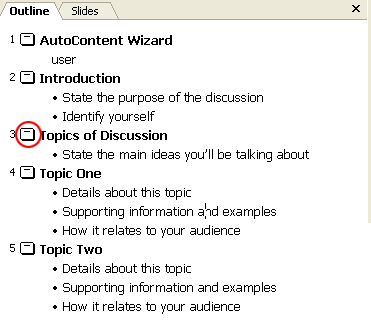 Outline Slides
1 AutoContent Wizard
user
2 Introduction
• State the purpose of the discussion
• Identify yourself
3 Topics of Discussion
• State the main ideas you'll be talking about
4 Topic One
• Details about this topic
• Supporting information and examples
• How it relates to your audience
5 Topic Two
• Details about this topic
• Supporting information and examples
• How it relates to your audience